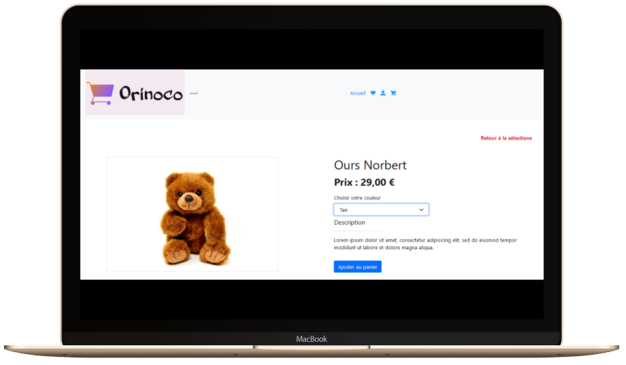 Orinoco
Accueil
Retour à la sélections
Ours Norbert
Prix : 29,00 €
Choisir votre couleur
Tan
Description
Lorem ipsum dolor sit amet, consectetur adipiscing elit, sed do eiusmod tempor
incididunt ut labore et dolore magna aliqua.
Ajouter au panier
MacBook